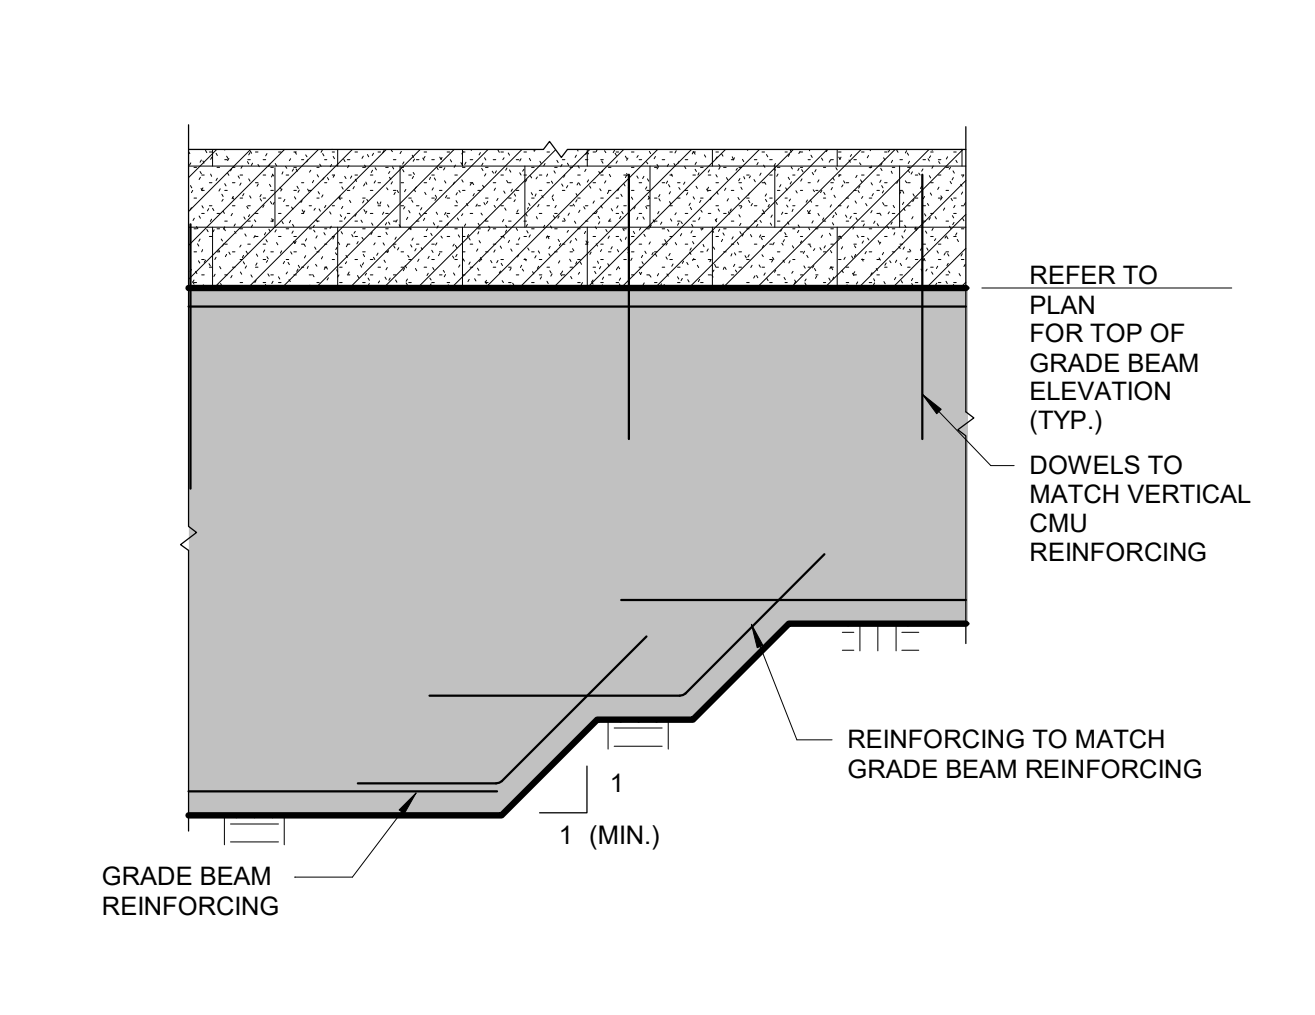 REFER TO
PLAN
FOR TOP OF
GRADE BEAM
ELEVATION
(TYP.)
DOWELS TO
MATCH VERTICAL
CMU
REINFORCING
REINFORCING TO MATCH
GRADE BEAM REINFORCING
1
1 (MIN.)
GRADE BEAM
REINFORCING